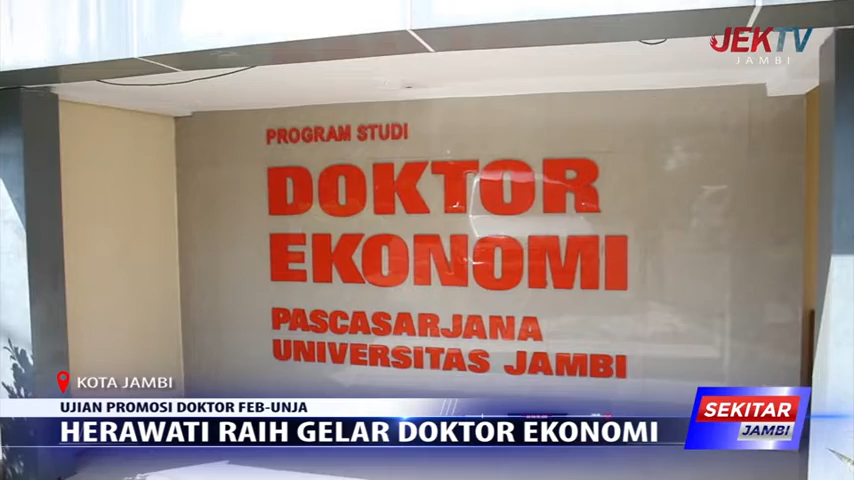 JEKTV
JAMBI
PROGRAM STUDI
DOKTOR
EKONOMI
PASCASARJANA
UNIVERSITAS JAMBI
KOTA JAMBI
UJIAN PROMOSI DOKTOR FEB-UNJA
HERAWATI RAIH GELAR DOKTOR EKONOMI
SEKITAR
JAMBI